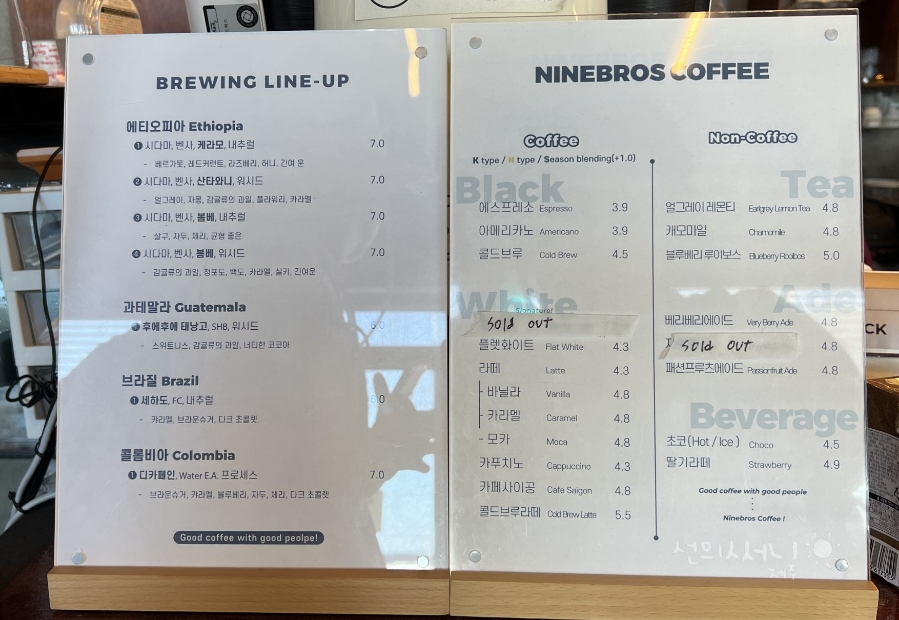 BREWING LINE-UP
에티오피아 Ethiopia
❶ 시다마, 벤사, 케라모, 내추럴 7.0
- 베르가못, 레드커런트, 라즈베리, 허니, 긴여운
❷ 시다마, 벤사, 산타와니, 워시드 7.0
- 얼그레이, 자몽, 감귤류의 과일, 플라워리, 카라멜
❸ 시다마, 벤사, 봄베, 내추럴 7.0
- 살구, 자두, 체리, 균형 좋은
❹ 시다마, 벤사, 봄베, 워시드 7.0
- 감귤류의 과일, 청포도, 백도, 카라멜, 실키, 긴여운
과테말라 Guatemala
후에후에 태낭고, SHB, 워시드 6.0
- 스위트니스, 감귤류의 과일, 너티한 코코아
브라질 Brazil
❶ 세하도, FC, 내추럴 6.0
- 카라멜, 브라운슈거, 다크 초콜렛
콜롬비아 Colombia
❶ 디카페인, Water E.A. 프로세스 7.0
- 브라운슈거, 카라멜, 블루베리, 자두, 체리, 다크 초콜렛
Good coffee with good peolpe!
NINEBROS COFFEE
Coffee
K type / N type / Season blending(+1.0)
Black
에스프레소 Espresso 3.9
아메리카노 Americano 3.9
콜드브루 Cold Brew 4.5
White
Signature!
Sold out
플렛화이트 Flat White 4.3
라떼 Latte 4.3
바닐라 Vanilla 4.8
- 카라멜 Caramel 4.8
- 모카 Moca 4.8
카푸치노 Cappuccino 4.3
카페사이공 Cafe Saigon 4.8
콜드브루라떼 Cold Brew Latte 5.5
Non-Coffee
Tea
얼그레이 레몬티 Earlgrey Lemon Tea 4.8
캐모마일 Chamomile 4.8
블루베리 루이보스 Blueberry Rooibos 5.0
Ade
베리베리에이드 Very Berry Ade 4.8
Sold out 4.8
패션프루츠에이드 Passionfruit Ade 4.8
Beverage
초코(Hot / Ice) Choco 4.5
딸기라떼 Strawberry 4.9
Good coffee with good people
Ninebros Coffee !
CK